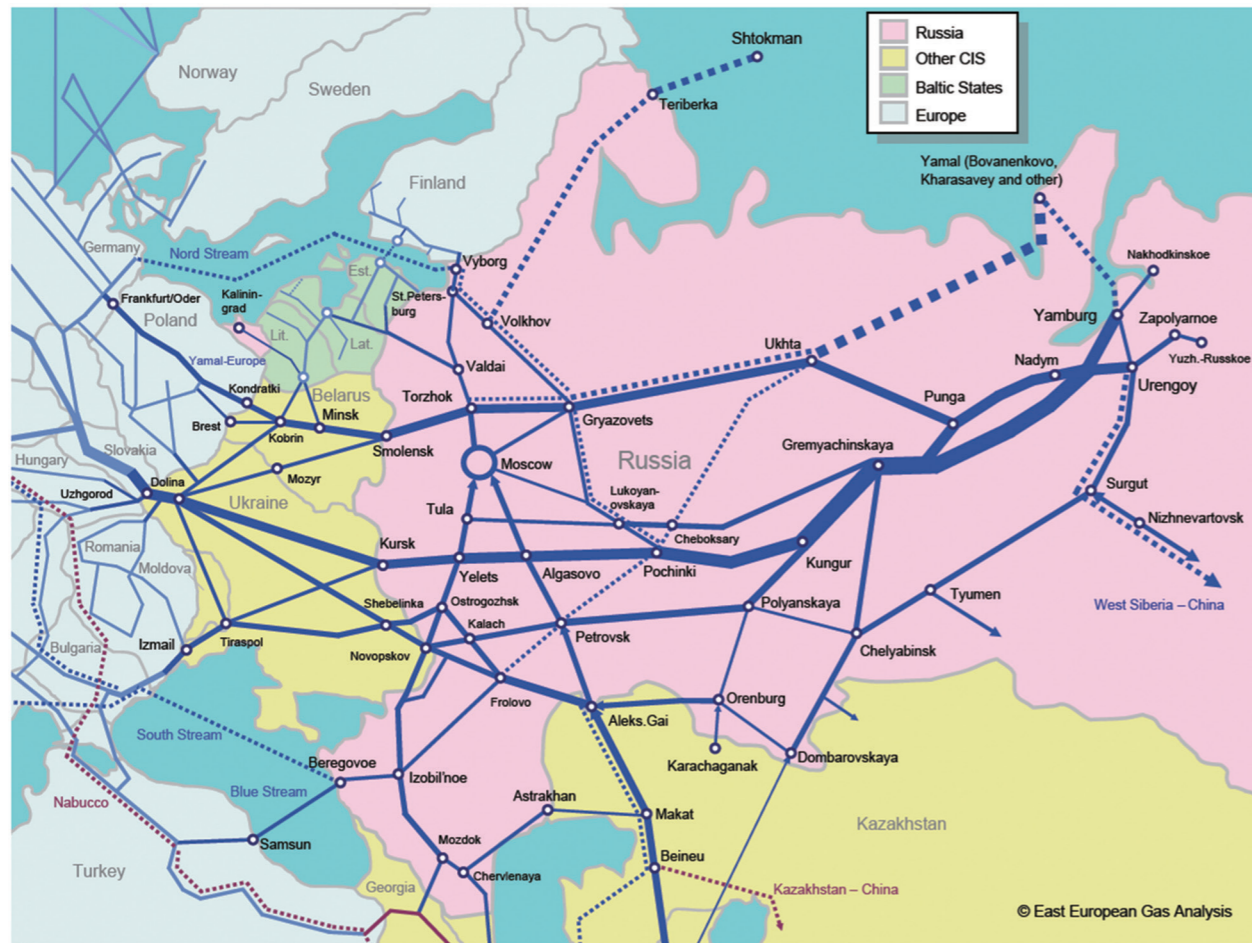 Shtokman
Russia
Other CIS
Baltic States
Europe
Norway
Sweden
Teriberka
Yamal (Bovanenkovo,
Kharasavey and other)
Finland
Germany
Nord Stream
Vyborg
Est.
Nakhodkinskoe
Kalinin-
grad
St.Peters-
burg
Frankfurt/Oder
Poland
Volkhov
Yamburg
Zapolyarnoe
Lit.
Lat.
Ukhta
Yuzh.-Russkoe
Yamal-Europe
Valdai
Nadym
Urengoy
Kondratki
Belarus
Torzhok
Punga
Brest
Minsk
Gryazovets
Kobrin
Smolensk
Gremyachinskaya
Slovakia
Moscow
Russia
Hungary
Mozyr
Dolina
Surgut
Uzhgorod
Ukraine
Lukoyan-
ovskaya
Tula
Cheboksary
Nizhnevartovsk
Romania
Kursk
Moldova
Yelets
Algasovo
Pochinki
Kungur
Shebelinka
Ostrogozhsk
Polyanskaya
Tyumen
West Siberia – China
Kalach
Izmail
Tiraspol
Petrovsk
Bulgaria
Novopskov
Chelyabinsk
Frolovo
Orenburg
Aleks.Gai
South Stream
Beregovoe
Karachaganak
Dombarovskaya
Izobil'noe
Blue Stream
Nabucco
Astrakhan
Makat
Kazakhstan
Samsun
Mozdok
Beineu
Turkey
Chervlenaya
Georgia
Kazakhstan – China
© East European Gas Analysis